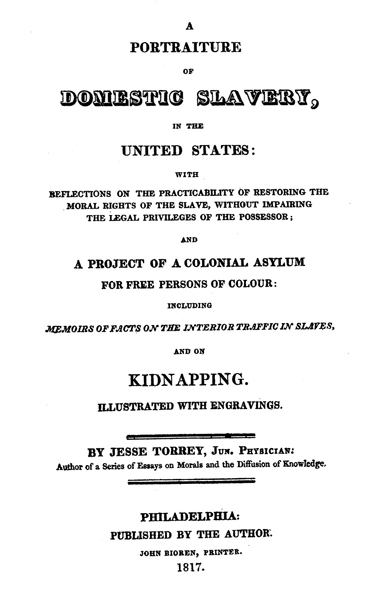 A
PORTRAITURE
OF
DOMESTIC SLAVERY,
IN THE
UNITED STATES:
WITH
REFLECTIONS ON THE PRACTICABILITY OF RESTORING THE
MORAL RIGHTS OF THE SLAVE, WITHOUT IMPAIRING
THE LEGAL PRIVILEGES OF THE POSSESSOR;
AND
A PROJECT OF A COLONIAL ASYLUM
FOR FREE PERSONS OF COLOUR:
INCLUDING
MEMOIRS OF FACTS ON THE INTERIOR TRAFFIC IN SLAVES,
AND ON
KIDNAPPING.
ILLUSTRATED WITH ENGRAVINGS.
BY JESSE TORREY, JUN. PHYSICIAN:
Author of a Series of Essays on Morals and the Diffusion of Knowledge.
PHILADELPHIA:
PUBLISHED BY THE AUTHOR.
JOHN BIOREN, PRINTER.
1817.